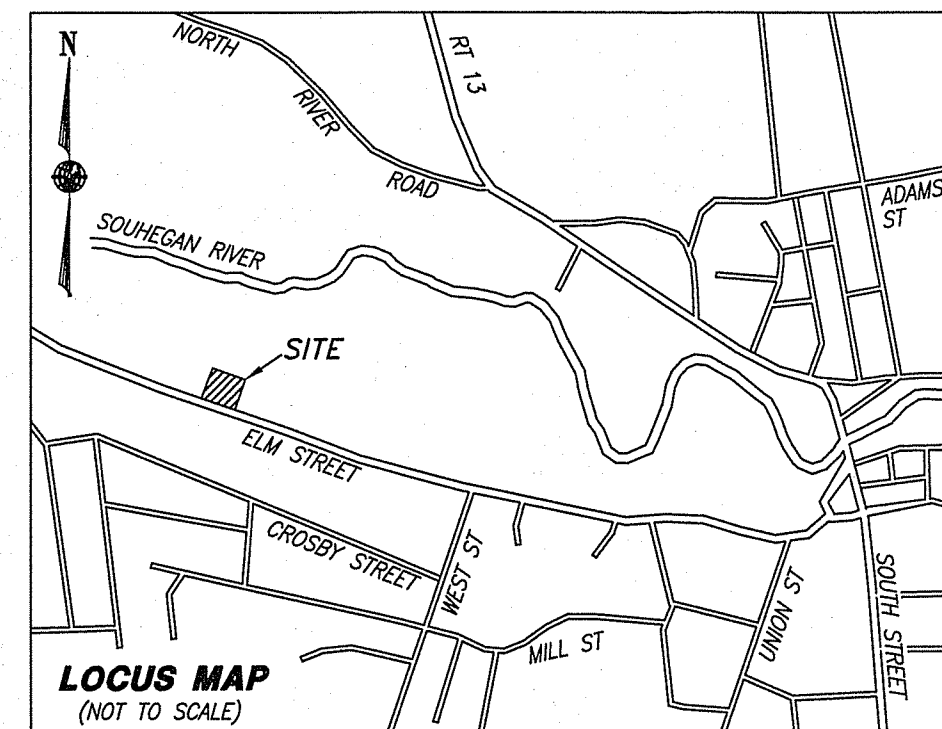 N
NORTH
RIVER
ROAD
RT 13
ADAMS
ST
SOUHEGAN RIVER
SITE
ELM STREET
CROSBY STREET
WEST ST
MILL ST
UNION ST
SOUTH STREET
LOCUS MAP
(NOT TO SCALE)